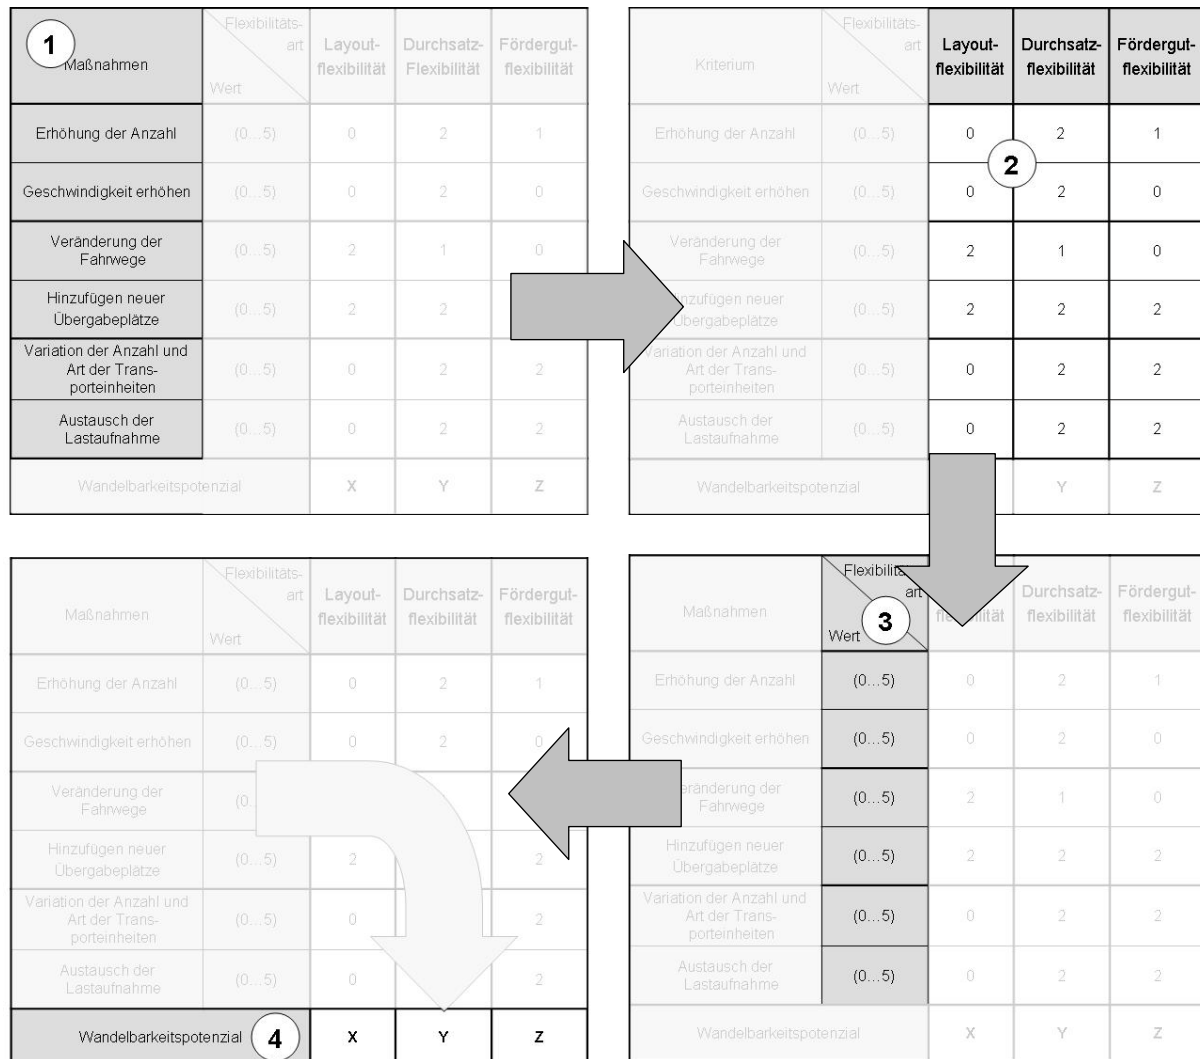 1
Maßnahmen
Flexibilitäts-
art
Wert
Layout-
flexibilität
Durchsatz-
Flexibilität
Fördergut-
flexibilität
Erhöhung der Anzahl (0...5) 0 2 1
Geschwindigkeit erhöhen (0...5) 0 2 0
Veränderung der
Fahrwege
(0...5) 2 1 0
Hinzufügen neuer
Übergabeplätze
(0...5) 2 2
Variation der Anzahl und
Art der Trans-
porteinheiten
(0...5) 0 2 2
Austausch der
Lastaufnahme
(0...5) 0 2 2
Wandelbarkeitspotenzial X Y Z
Kriterium
Flexibilitäts-
art
Wert
Layout-
flexibilität
Durchsatz-
flexibilität
Fördergut-
flexibilität
Erhöhung der Anzahl (0...5) 0 2 1
2
Geschwindigkeit erhöhen (0...5) 0 2 0
Veränderung der
Fahrwege
(0...5) 2 1 0
neuer
Übergabeplätze
(0...5) 2 2 2
Variation der Anzahl und
Art der Trans-
porteinheiten
(0...5) 0 2 2
Austausch der
Lastaufnahme
(0...5) 0 2 2
Wandelbarkeitspotenzial Y Z
Maßnahmen
Flexibilitäts-
art
Wert
Layout-
flexibilität
Durchsatz-
flexibilität
Fördergut-
flexibilität
Erhöhung der Anzahl (0...5) 0 2 1
Geschwindigkeit erhöhen (0...5) 0 2 0
Veränderung der
Fahrwege
(0
Hinzufügen neuer
Übergabeplätze
(0...5) 2 2
Variation der Anzahl und
Art der Trans-
porteinheiten
(0...5) 0 2
Austausch der
Lastaufnahme
(0...5) 0 2
Wandelbarkeitspotenzial 4 X Y Z
Maßnahmen
art
Wert
3
Durchsatz-
flexibilität
Fördergut-
flexibilität
Erhöhung der Anzahl (0...5) 0 2 1
Geschwindigkeit erhöhen (0...5) 0 2 0
Veränderung der
Fahrwege
(0...5) 2 1 0
Hinzufügen neuer
Übergabeplätze
(0...5) 2 2 2
Variation der Anzahl und
Art der Trans-
porteinheiten
(0...5) 0 2 2
Austausch der
Lastaufnahme
(0...5) 0 2 2
Wandelbarkeitspotenzial X Y Z